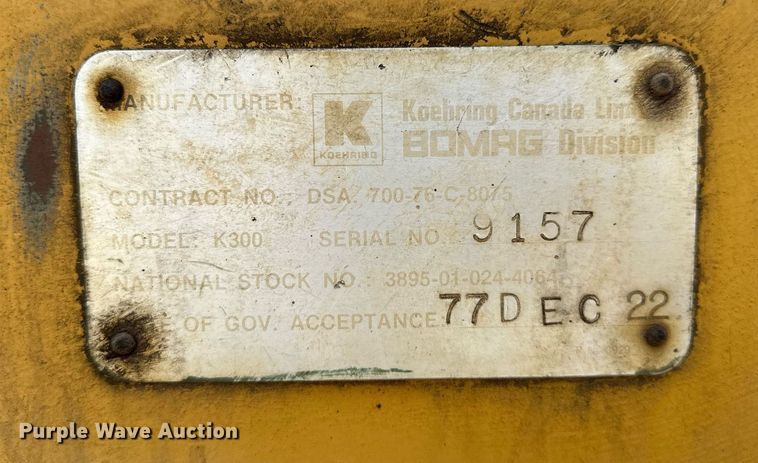 MANUFACTURER: K KOEHRING Koehring Canada
BOMAG Division
CONTRACT NO.: DSA. 700-76-C-8075
MODEL: K300 SERIAL NO. 9157
NATIONAL STOCK NO.: 3895-01-024-4064
OF GOV. ACCEPTANCE 77 DEC 22
Purple Wave Auction